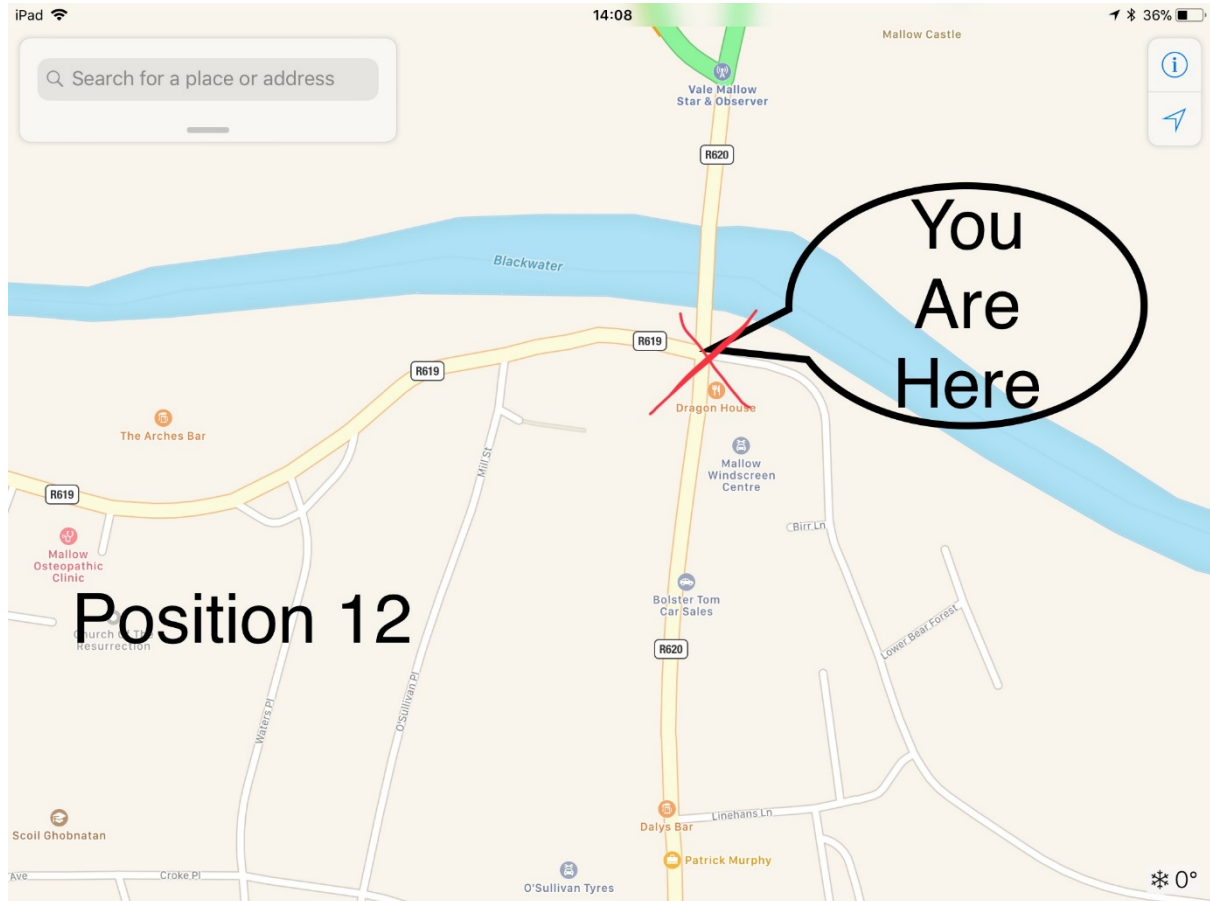 iPad
14:08
36%
Search for a place or address
Mallow Castle
Vale Mallow
Star & Observer
R620
You
Are
Here
Blackwater
R619
R619
Dragon House
The Arches Bar
Mallow
Windscreen
Centre
Mill St
R619
Birr Ln
Mallow
Osteopathic
Clinic
Bolster Tom
Car Sales
Position 12
Church Of The
Resurrection
Lower Bear Forest
R620
Waters Pl
O'Sullivan Pl
Linehans Ln
Scoil Ghobnatan
Dalys Bar
Patrick Murphy
Ave
Croke Pl
O'Sullivan Tyres
0°